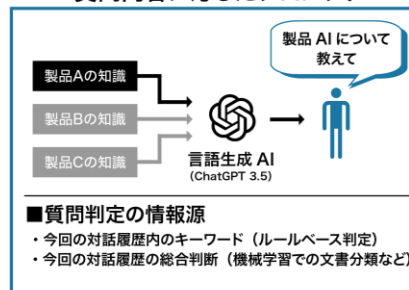 製品 AI について
教えて
製品Aの知識
製品Bの知識
製品Cの知識
言語生成 AI
(ChatGPT 3.5)
■質問判定の情報源
・今回の対話履歴内のキーワード（ルールベース判定）
・今回の対話履歴の総合判断（機械学習での文書分類など）